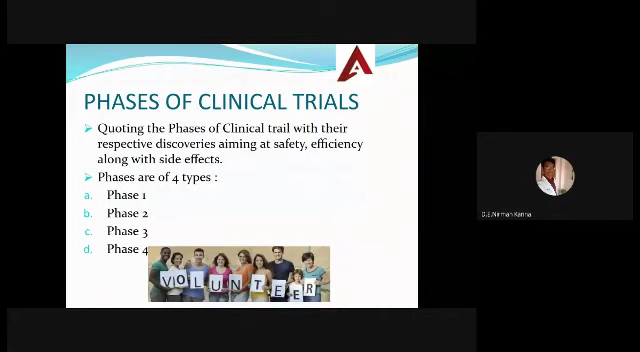 PHASES OF CLINICAL TRIALS
➢ Quoting the Phases of Clinical trail with their
respective discoveries aiming at safety, efficiency
along with side effects.
➢ Phases are of 4 types :
a. Phase 1
b. Phase 2
c. Phase 3
d. Phase 4
VOLUNTEER
D.E.Nirman Kanna